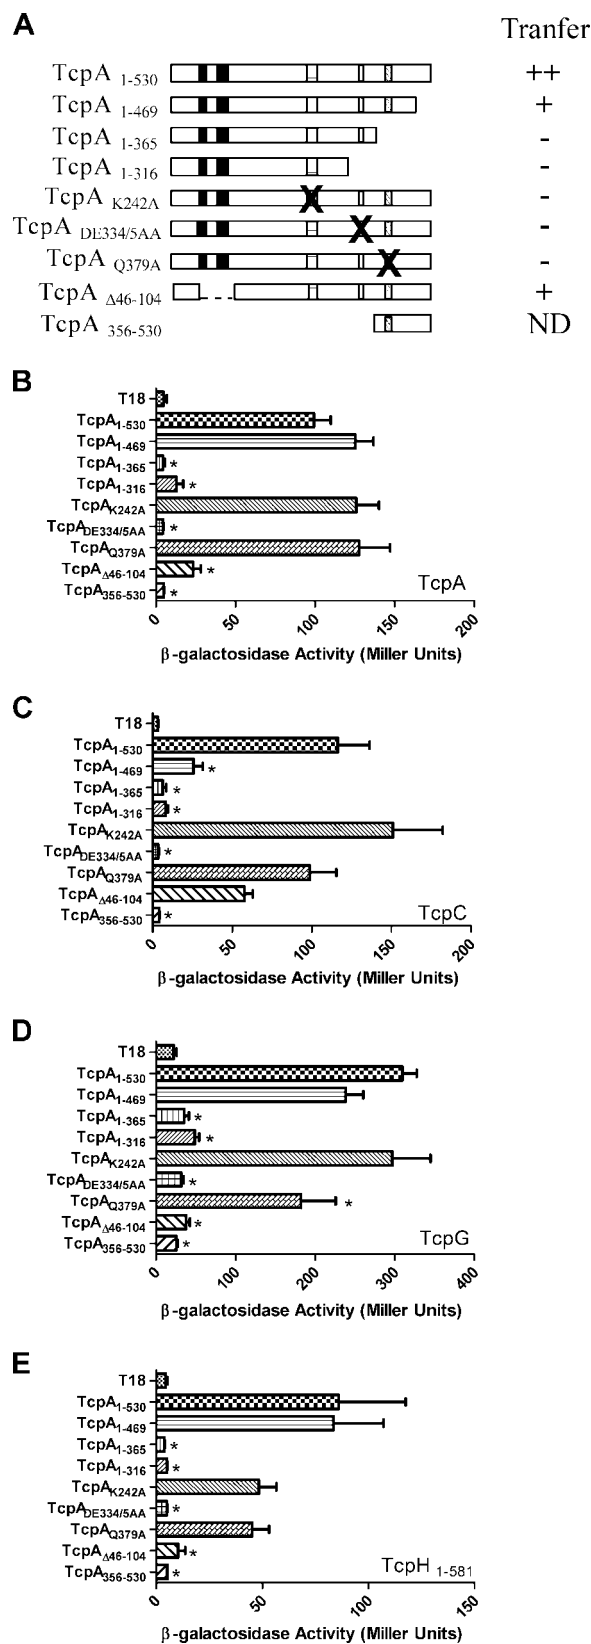 A
Tranfer
TcpA 1-530 ++
TcpA 1-469 +
TcpA 1-365 -
TcpA 1-316 -
TcpA K242A -
TcpA DE334/5AA -
TcpA Q379A -
TcpA Δ46-104 +
TcpA 356-530 ND
B
T18
TcpA1-530
TcpA1-469
TcpA1-365 *
TcpA1-316 *
TcpAK242A
TcpADE334/5AA *
TcpAQ379A
TcpAΔ46-104 *
TcpA356-530 *
TcpA
0 50 100 150 200
β-galactosidase Activity (Miller Units)
C
T18
TcpA1-530
TcpA1-469 *
TcpA1-365 *
TcpA1-316 *
TcpAK242A
TcpADE334/5AA *
TcpAQ379A
TcpAΔ46-104
TcpA356-530 *
TcpC
0 50 100 150 200
β-galactosidase Activity (Miller Units)
D
T18
TcpA1-530
TcpA1-469
TcpA1-365 *
TcpA1-316 *
TcpAK242A
TcpADE334/5AA *
TcpAQ379A *
TcpAΔ46-104 *
TcpA356-530 *
TcpG
0 100 200 300 400
β-galactosidase Activity (Miller Units)
E
T18
TcpA1-530
TcpA1-469
TcpA1-365 *
TcpA1-316 *
TcpAK242A
TcpADE334/5AA *
TcpAQ379A
TcpAΔ46-104 *
TcpA356-530 *
TcpH 1-581
0 50 100 150
β-galactosidase Activity (Miller Units)